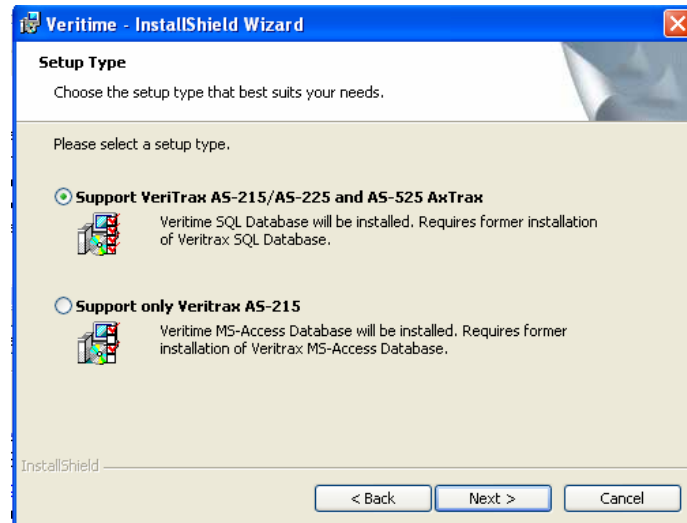 Veritime - InstallShield Wizard
Setup Type
Choose the setup type that best suits your needs.
Please select a setup type.
Support VeriTrax AS-215/AS-225 and AS-525 AxTrax
Veritime SQL Database will be installed. Requires former installation
of Veritrax SQL Database.
Support only Veritrax AS-215
Veritime MS-Access Database will be installed. Requires former
installation of Veritrax MS-Access Database.
InstallShield
< Back Next > Cancel